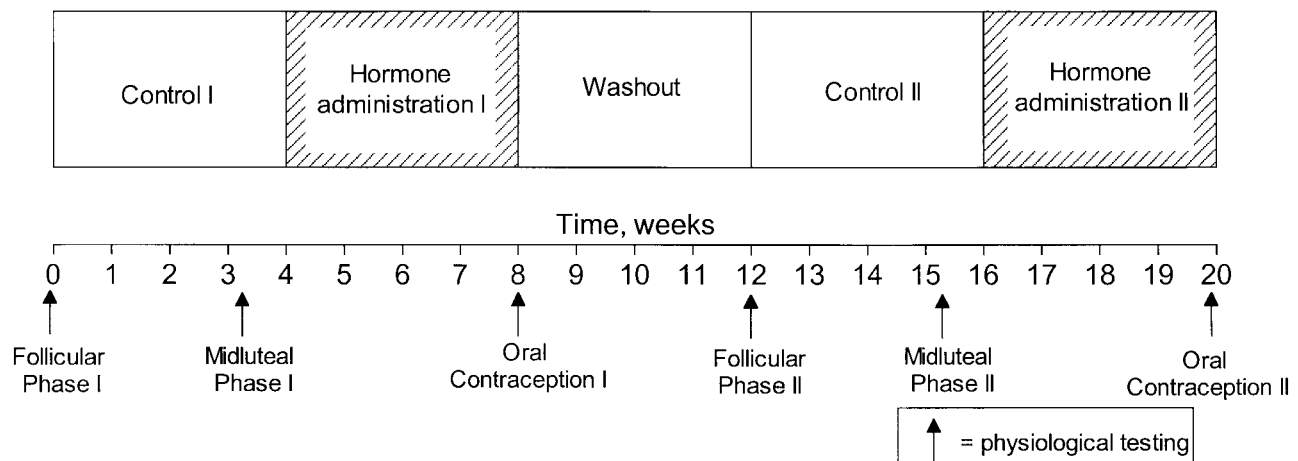 Control I
Hormone
administration I
Washout
Control II
Hormone
administration II
Time, weeks
0 1 2 3 4 5 6 7 8 9 10 11 12 13 14 15 16 17 18 19 20
Follicular
Phase I
Midluteal
Phase I
Oral
Contraception I
Follicular
Phase II
Midluteal
Phase II
Oral
Contraception II
= physiological testing